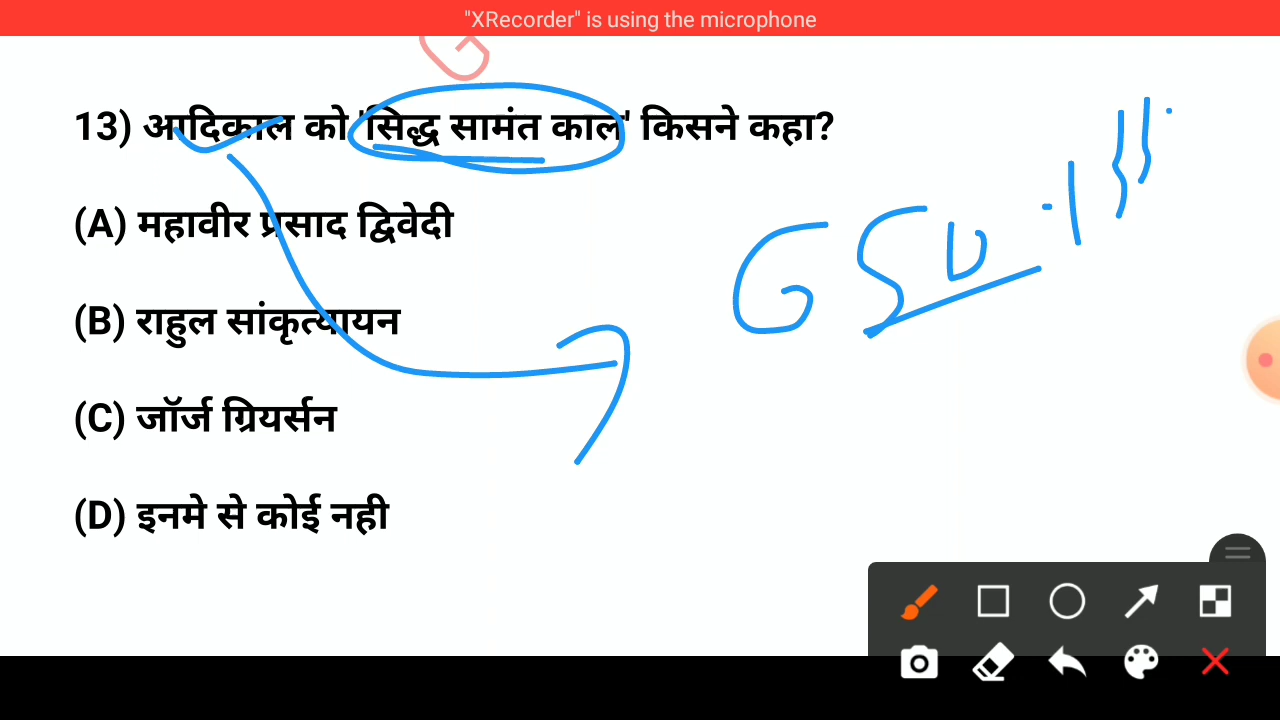 "XRecorder" is using the microphone
13) आदिकाल को 'सिद्ध सामंत काल' किसने कहा?
(A) महावीर प्रसाद द्विवेदी
(B) राहुल सांकृत्यायन
(C) जॉर्ज ग्रियर्सन
(D) इनमे से कोई नही